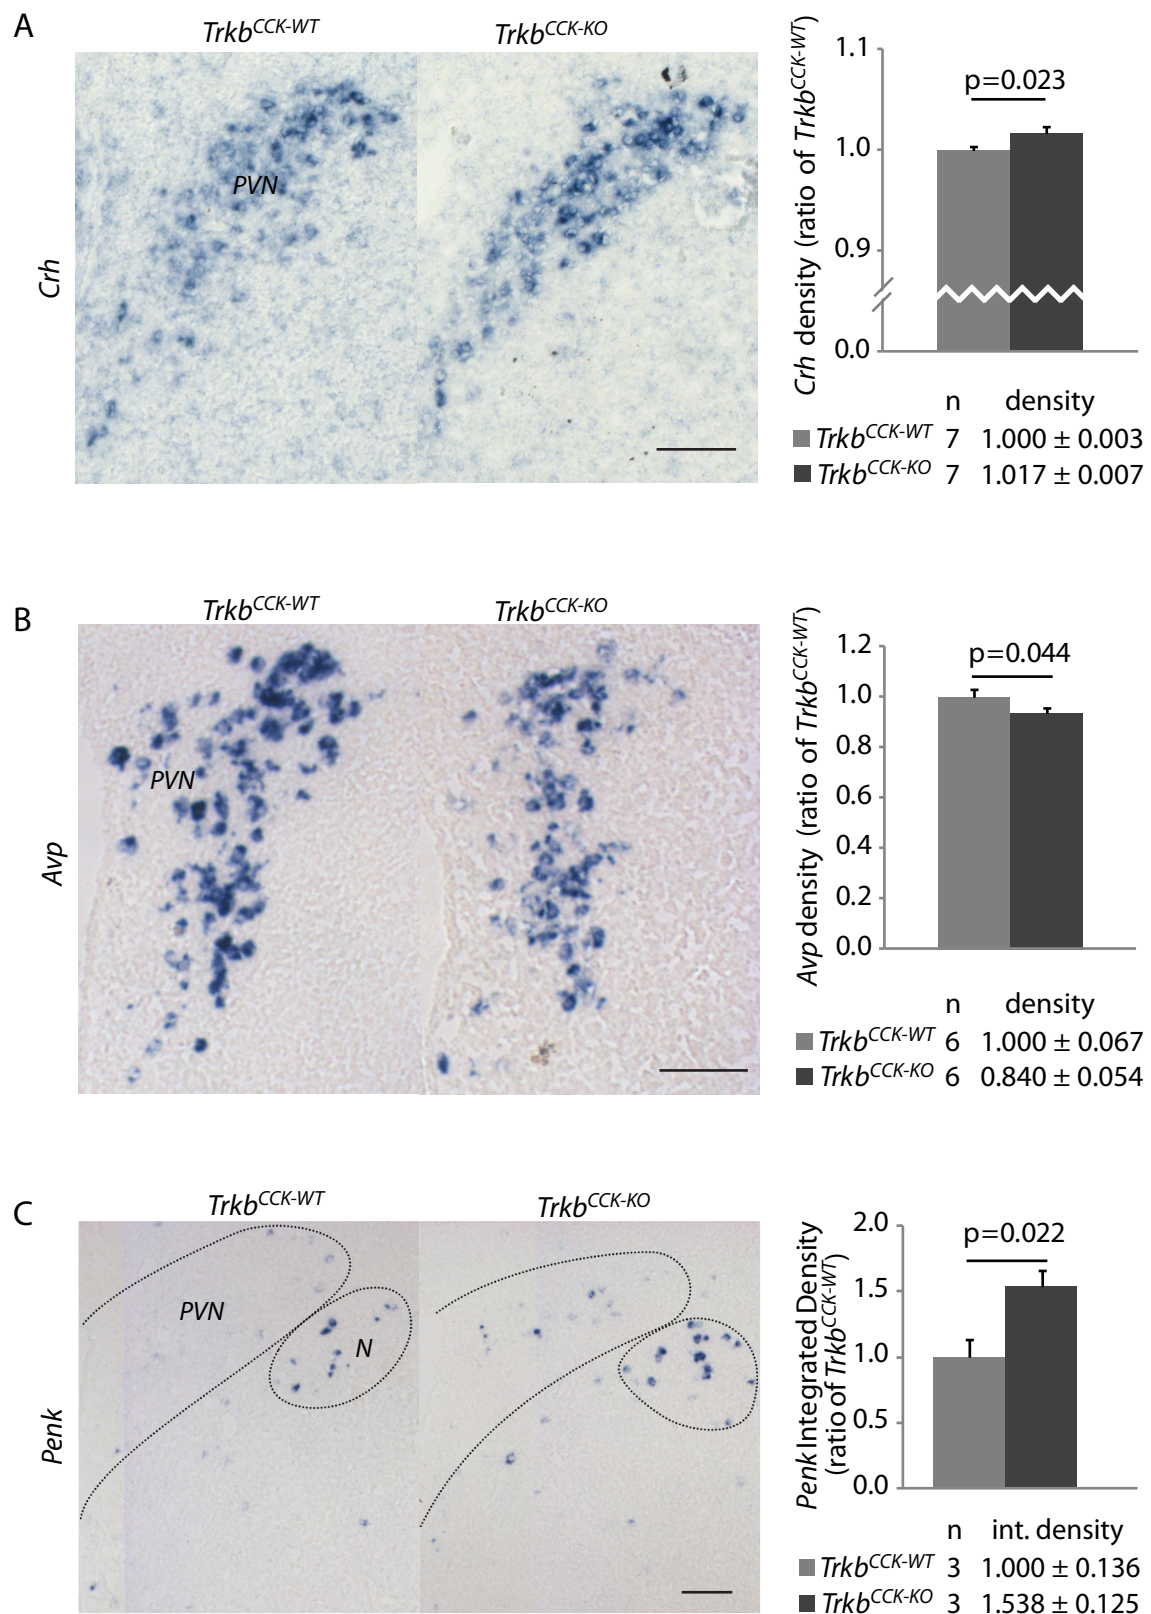 A
Trkb^CCK-WT
Trkb^CCK-KO
Crh
PVN
Crh density (ratio of Trkb^CCK-WT)
1.1
1.0
0.9
0.0
p=0.023
n density
Trkb^CCK-WT 7 1.000 ± 0.003
Trkb^CCK-KO 7 1.017 ± 0.007
B
Trkb^CCK-WT
Trkb^CCK-KO
Avp
PVN
Avp density (ratio of Trkb^CCK-WT)
1.2
1.0
0.8
0.6
0.4
0.2
0.0
p=0.044
n density
Trkb^CCK-WT 6 1.000 ± 0.067
Trkb^CCK-KO 6 0.840 ± 0.054
C
Trkb^CCK-WT
Trkb^CCK-KO
Penk
PVN
N
Penk Integrated Density
(ratio of Trkb^CCK-WT)
2.0
1.5
1.0
0.5
0.0
p=0.022
n int. density
Trkb^CCK-WT 3 1.000 ± 0.136
Trkb^CCK-KO 3 1.538 ± 0.125